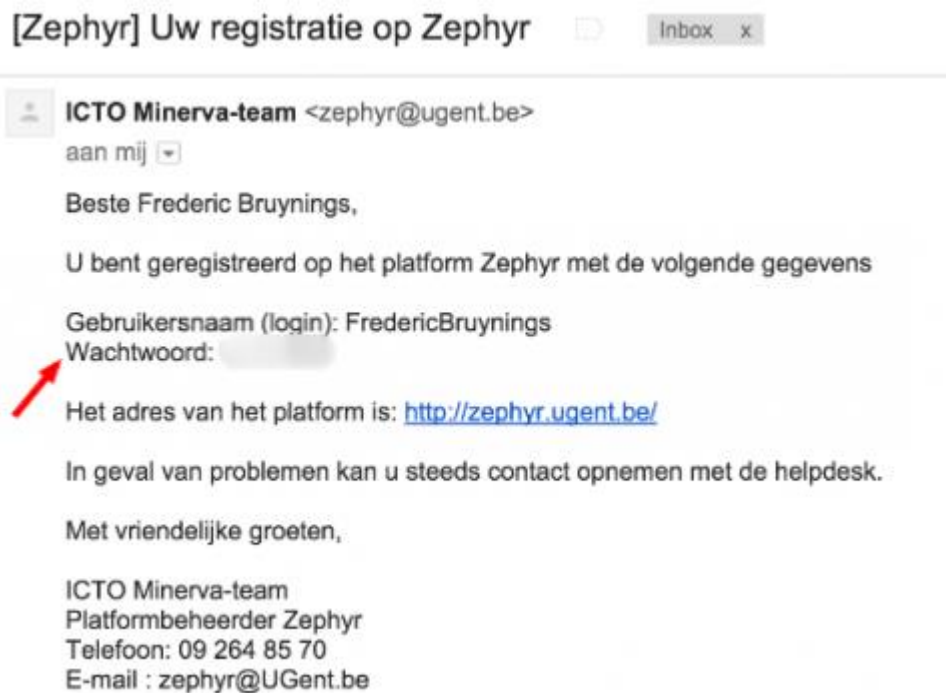 [Zephyr] Uw registratie op Zephyr
Inbox x
ICTO Minerva-team <zephyr@ugent.be>
aan mij
Beste Frederic Bruynings,
U bent geregistreerd op het platform Zephyr met de volgende gegevens
Gebruikersnaam (login): FredericBruynings
Wachtwoord:
Het adres van het platform is: http://zephyr.ugent.be/
In geval van problemen kan u steeds contact opnemen met de helpdesk.
Met vriendelijke groeten,
ICTO Minerva-team
Platformbeheerder Zephyr
Telefoon: 09 264 85 70
E-mail : zephyr@UGent.be